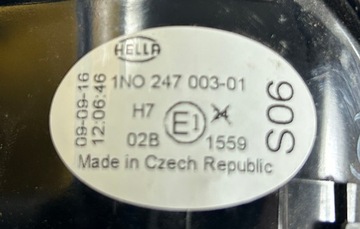 HELLA
09-09-16
12:06:46
1NO 247 003-01
H7 E1
02B 1559
Made in Czech Republic
S06